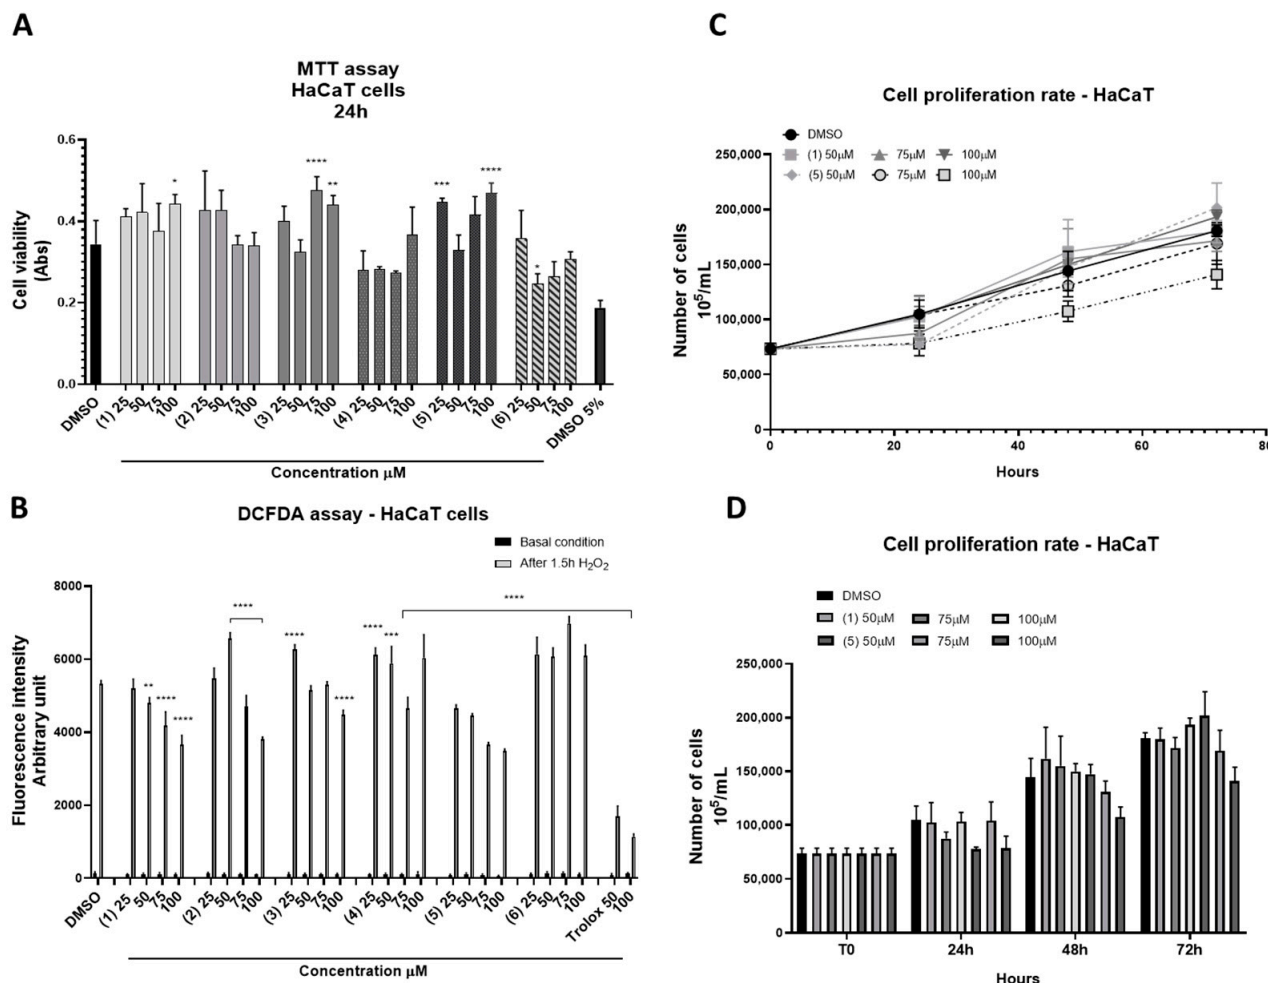 A
MTT assay
HaCaT cells
24h
Cell viability
(Abs)
0.6
0.4
0.2
0.0
* **** ** *** **** *
DMSO (1) 25 50 75 100 (2) 25 50 75 100 (3) 25 50 75 100 (4) 25 50 75 100 (5) 25 50 75 100 (6) 25 50 75 100 DMSO 5%
Concentration μM
B
DCFDA assay - HaCaT cells
Basal condition
After 1.5h H₂O₂
Fluorescence intensity
Arbitrary unit
8000
6000
4000
2000
0
** **** **** **** **** **** **** *** ****
DMSO (1) 25 50 75 100 (2) 25 50 75 100 (3) 25 50 75 100 (4) 25 50 75 100 (5) 25 50 75 100 (6) 25 50 75 100 Trolox 50 100
Concentration μM
C
Cell proliferation rate - HaCaT
DMSO
(1) 50μM 75μM 100μM
(5) 50μM 75μM 100μM
Number of cells
10⁵/mL
250,000
200,000
150,000
100,000
50,000
0
0 20 40 60 80
Hours
D
Cell proliferation rate - HaCaT
DMSO
(1) 50μM 75μM 100μM
(5) 50μM 75μM 100μM
Number of cells
10⁵/mL
250,000
200,000
150,000
100,000
50,000
0
T0 24h 48h 72h
Hours